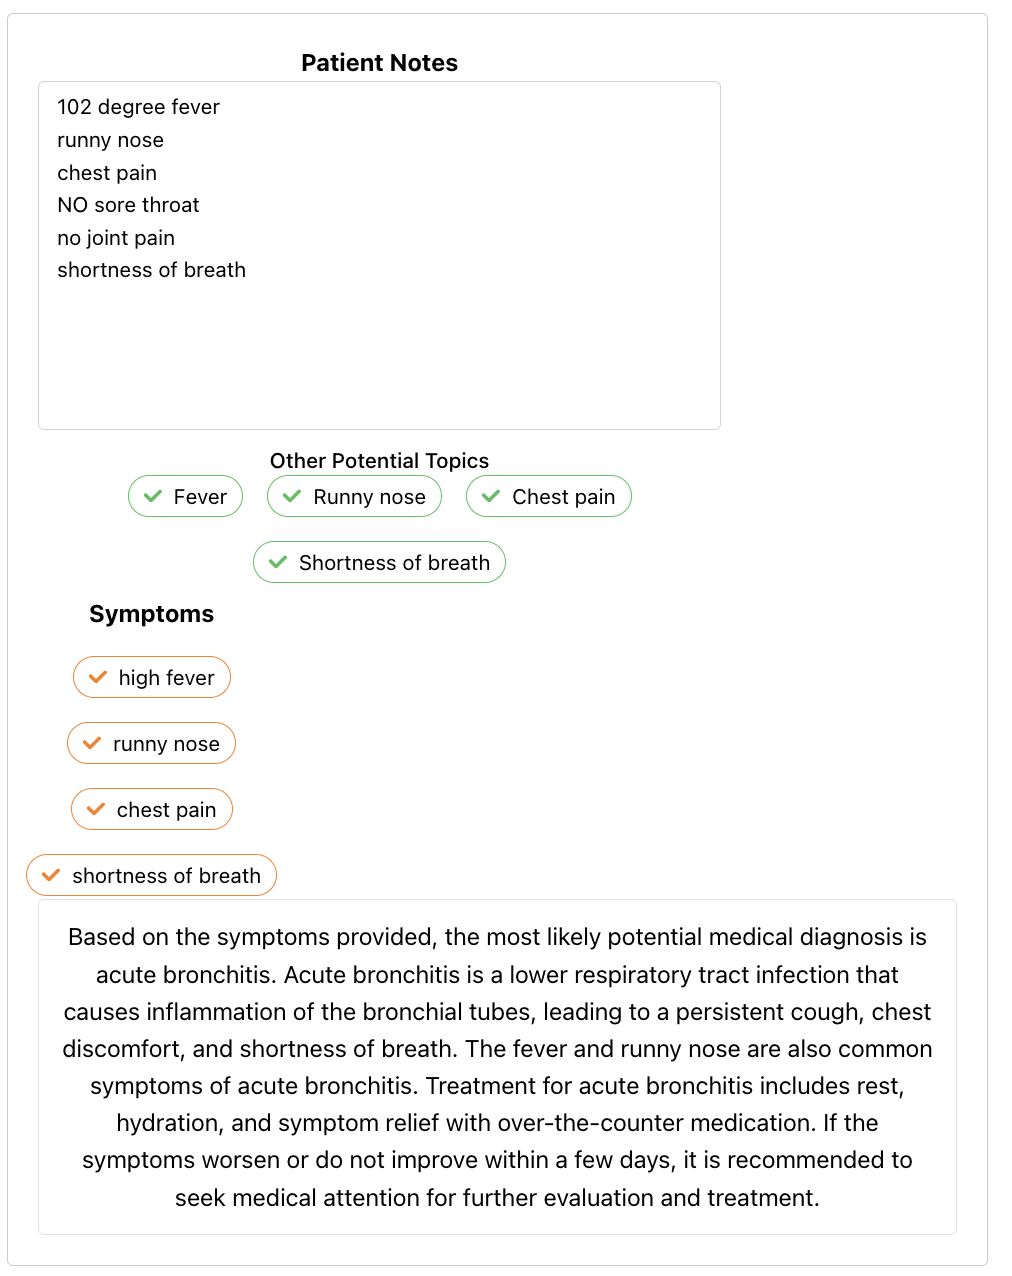 Patient Notes
102 degree fever
runny nose
chest pain
NO sore throat
no joint pain
shortness of breath
Other Potential Topics
Fever Runny nose Chest pain
Shortness of breath
Symptoms
high fever
runny nose
chest pain
shortness of breath
Based on the symptoms provided, the most likely potential medical diagnosis is
acute bronchitis. Acute bronchitis is a lower respiratory tract infection that
causes inflammation of the bronchial tubes, leading to a persistent cough, chest
discomfort, and shortness of breath. The fever and runny nose are also common
symptoms of acute bronchitis. Treatment for acute bronchitis includes rest,
hydration, and symptom relief with over-the-counter medication. If the
symptoms worsen or do not improve within a few days, it is recommended to
seek medical attention for further evaluation and treatment.